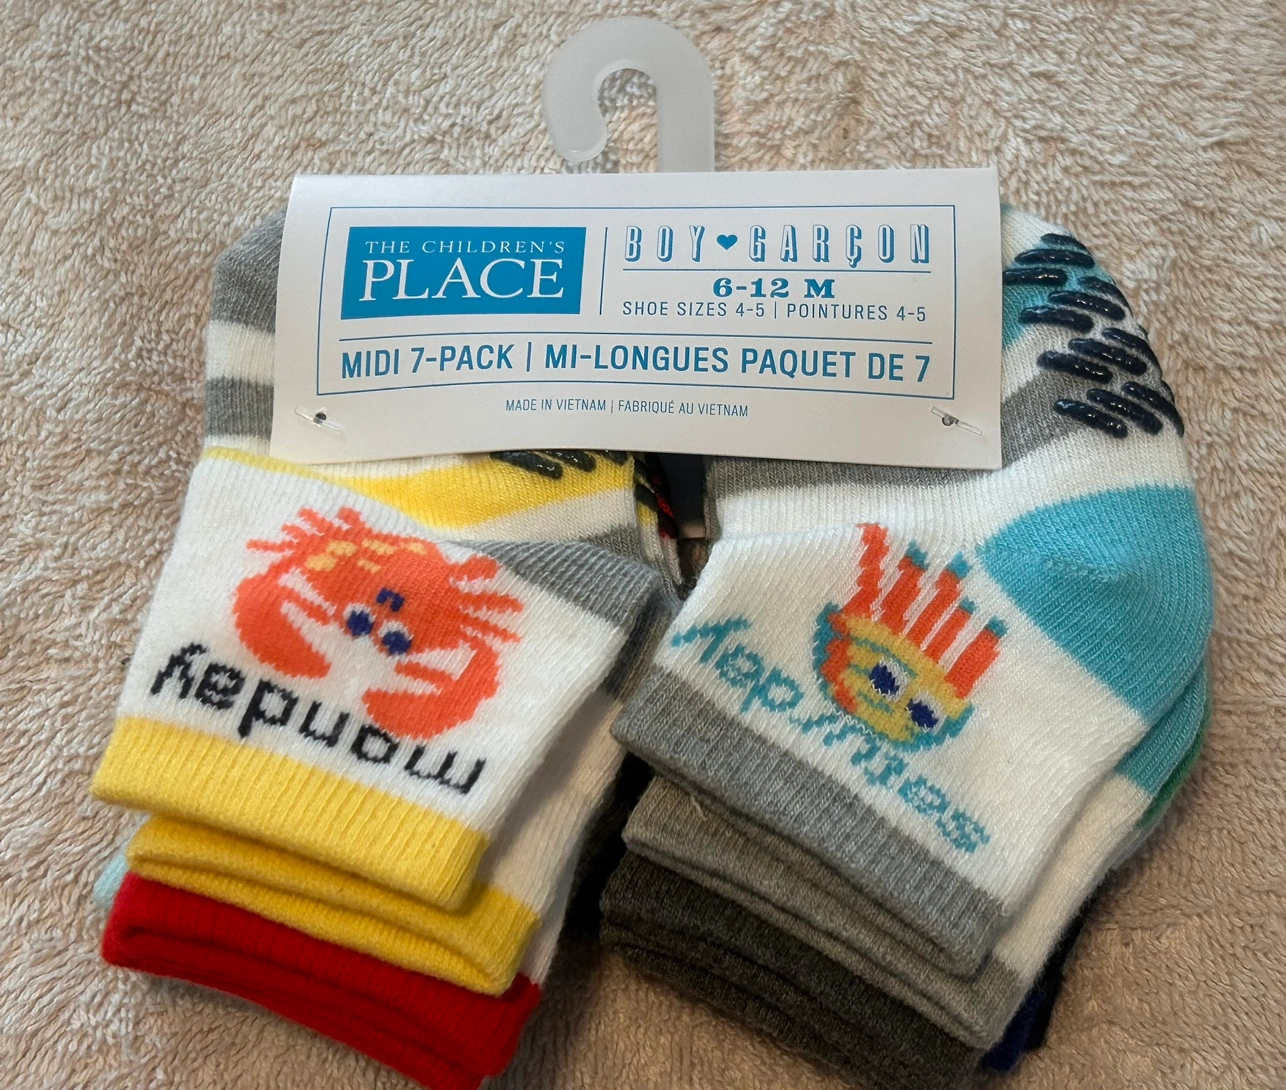 THE CHILDREN'S
PLACE
BOY GARÇON
6-12 M
SHOE SIZES 4-5 | POINTURES 4-5
MIDI 7-PACK | MI-LONGUES PAQUET DE 7
MADE IN VIETNAM | FABRIQUÉ AU VIETNAM
monday
saturday